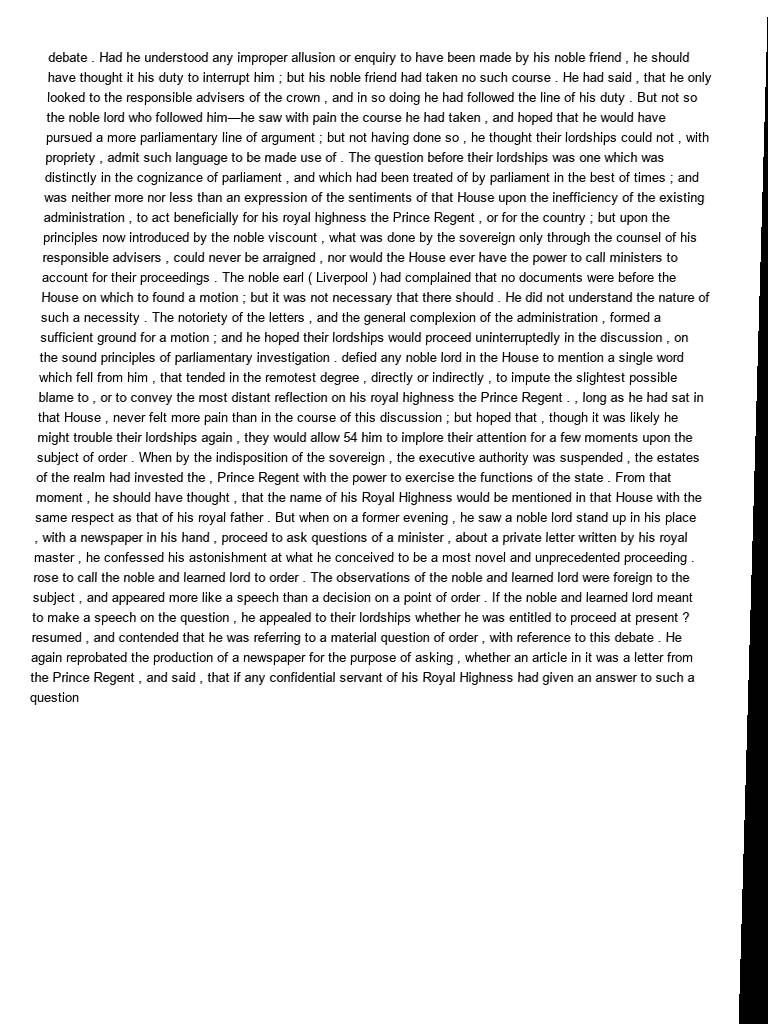 debate . Had he understood any improper allusion or enquiry to have been made by his noble friend , he should
have thought it his duty to interrupt him ; but his noble friend had taken no such course . He had said , that he only
looked to the responsible advisers of the crown , and in so doing he had followed the line of his duty . But not so
the noble lord who followed him—he saw with pain the course he had taken , and hoped that he would have
pursued a more parliamentary line of argument ; but not having done so , he thought their lordships could not , with
propriety , admit such language to be made use of . The question before their lordships was one which was
distinctly in the cognizance of parliament , and which had been treated of by parliament in the best of times ; and
was neither more nor less than an expression of the sentiments of that House upon the inefficiency of the existing
administration , to act beneficially for his royal highness the Prince Regent , or for the country ; but upon the
principles now introduced by the noble viscount , what was done by the sovereign only through the counsel of his
responsible advisers , could never be arraigned , nor would the House ever have the power to call ministers to
account for their proceedings . The noble earl ( Liverpool ) had complained that no documents were before the
House on which to found a motion ; but it was not necessary that there should . He did not understand the nature of
such a necessity . The notoriety of the letters , and the general complexion of the administration , formed a
sufficient ground for a motion ; and he hoped their lordships would proceed uninterruptedly in the discussion , on
the sound principles of parliamentary investigation . defied any noble lord in the House to mention a single word
which fell from him , that tended in the remotest degree , directly or indirectly , to impute the slightest possible
blame to , or to convey the most distant reflection on his royal highness the Prince Regent . , long as he had sat in
that House , never felt more pain than in the course of this discussion ; but hoped that , though it was likely he
might trouble their lordships again , they would allow 54 him to implore their attention for a few moments upon the
subject of order . When by the indisposition of the sovereign , the executive authority was suspended , the estates
of the realm had invested the , Prince Regent with the power to exercise the functions of the state . From that
moment , he should have thought , that the name of his Royal Highness would be mentioned in that House with the
same respect as that of his royal father . But when on a former evening , he saw a noble lord stand up in his place
, with a newspaper in his hand , proceed to ask questions of a minister , about a private letter written by his royal
master , he confessed his astonishment at what he conceived to be a most novel and unprecedented proceeding .
rose to call the noble and learned lord to order . The observations of the noble and learned lord were foreign to the
subject , and appeared more like a speech than a decision on a point of order . If the noble and learned lord meant
to make a speech on the question , he appealed to their lordships whether he was entitled to proceed at present ?
resumed , and contended that he was referring to a material question of order , with reference to this debate . He
again reprobated the production of a newspaper for the purpose of asking , whether an article in it was a letter from
the Prince Regent , and said , that if any confidential servant of his Royal Highness had given an answer to such a
question